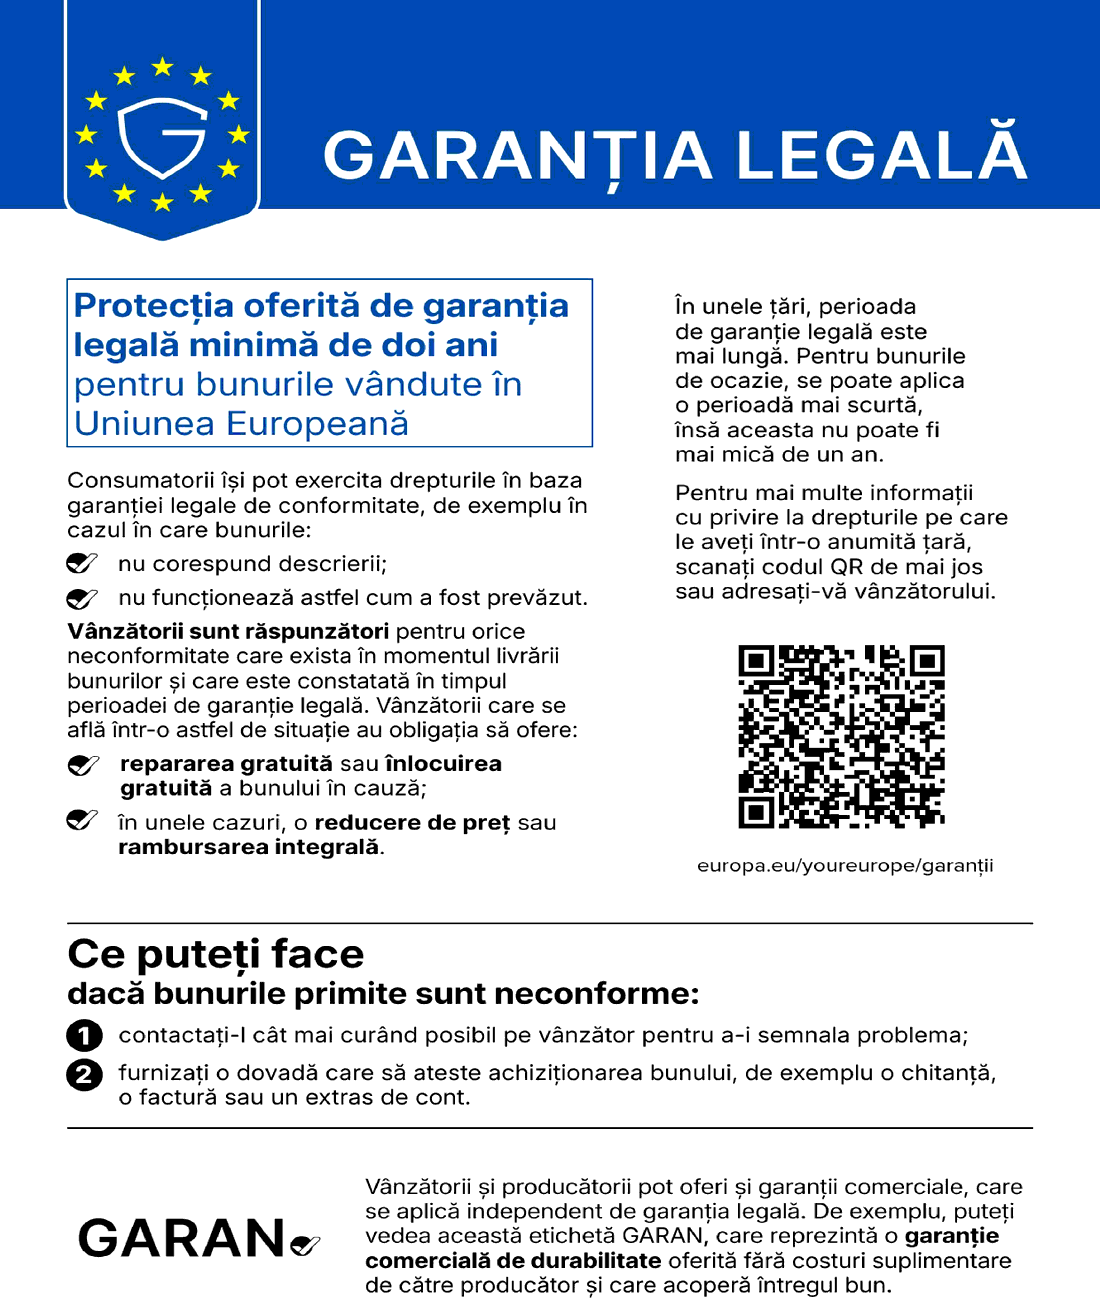 GARANȚIA LEGALĂ
Protecția oferită de garanția
legală minimă de doi ani
pentru bunurile vândute în
Uniunea Europeană
Consumatorii își pot exercita drepturile în baza
garanției legale de conformitate, de exemplu în
cazul în care bunurile:
nu corespund descrierii;
nu funcționează astfel cum a fost prevăzut.
Vânzătorii sunt răspunzători pentru orice
neconformitate care exista în momentul livrării
bunurilor și care este constatată în timpul
perioadei de garanție legală. Vânzătorii care se
află într-o astfel de situație au obligația să ofere:
repararea gratuită sau înlocuirea
gratuită a bunului în cauză;
în unele cazuri, o reducere de preț sau
rambursarea integrală.
În unele țări, perioada
de garanție legală este
mai lungă. Pentru bunurile
de ocazie, se poate aplica
o perioadă mai scurtă,
însă aceasta nu poate fi
mai mică de un an.
Pentru mai multe informații
cu privire la drepturile pe care
le aveți într-o anumită țară,
scanați codul QR de mai jos
sau adresați-vă vânzătorului.
europa.eu/youreurope/garanții
Ce puteți face
dacă bunurile primite sunt neconforme:
1 contactați-l cât mai curând posibil pe vânzător pentru a-i semnala problema;
2 furnizați o dovadă care să ateste achiziționarea bunului, de exemplu o chitanță,
o factură sau un extras de cont.
GARAN
Vânzătorii și producătorii pot oferi și garanții comerciale, care
se aplică independent de garanția legală. De exemplu, puteți
vedea această etichetă GARAN, care reprezintă o garanție
comercială de durabilitate oferită fără costuri suplimentare
de către producător și care acoperă întregul bun.